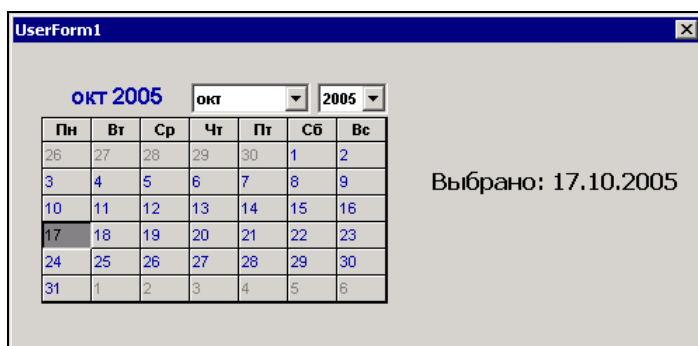 UserForm1
окт 2005 окт 2005
Пн Вт Ср Чт Пт Сб Вс
26 27 28 29 30 1 2
3 4 5 6 7 8 9
Выбрано: 17.10.2005
10 11 12 13 14 15 16
17 18 19 20 21 22 23
24 25 26 27 28 29 30
31 1 2 3 4 5 6